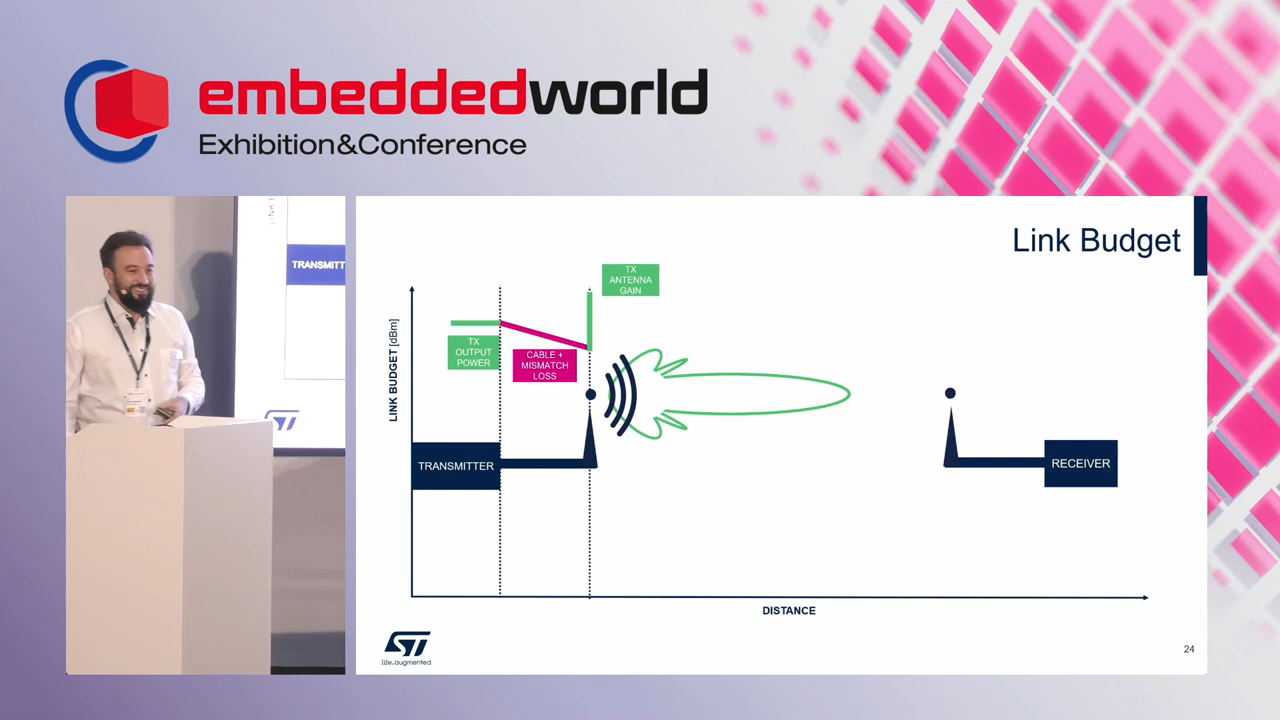 embeddedworld
Exhibition&Conference
TRANSMITT
Link Budget
TX
ANTENNA
GAIN
LINK BUDGET [dBm]
TX
OUTPUT
POWER
CABLE +
MISMATCH
LOSS
TRANSMITTER
RECEIVER
DISTANCE
ST
life.augmented
24